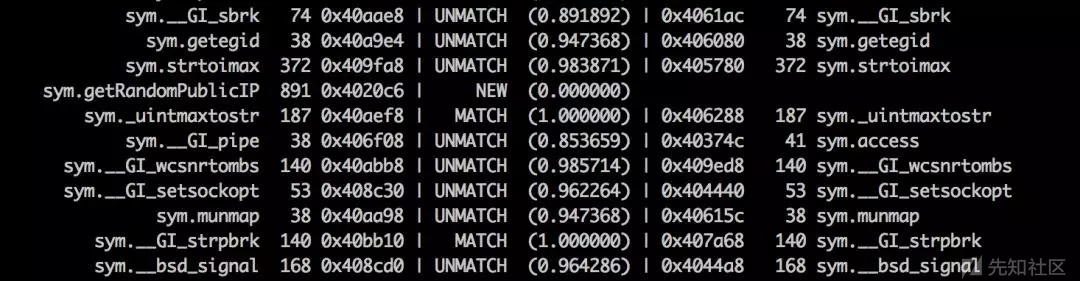 sym.__GI_sbrk 74 0x40aae8 | UNMATCH (0.891892) | 0x4061ac 74 sym.__GI_sbrk
sym.getegid 38 0x40a9e4 | UNMATCH (0.947368) | 0x406080 38 sym.getegid
sym.strtoimax 372 0x409fa8 | UNMATCH (0.983871) | 0x405780 372 sym.strtoimax
sym.getRandomPublicIP 891 0x4020c6 | NEW (0.000000)
sym._uintmaxtostr 187 0x40aef8 | MATCH (1.000000) | 0x406288 187 sym._uintmaxtostr
sym.__GI_pipe 38 0x406f08 | UNMATCH (0.853659) | 0x40374c 41 sym.access
sym.__GI_wcsnrtombs 140 0x40abb8 | UNMATCH (0.985714) | 0x409ed8 140 sym.__GI_wcsnrtombs
sym.__GI_setsockopt 53 0x408c30 | UNMATCH (0.962264) | 0x404440 53 sym.__GI_setsockopt
sym.munmap 38 0x40aa98 | UNMATCH (0.947368) | 0x40615c 38 sym.munmap
sym.__GI_strpbrk 140 0x40bb10 | MATCH (1.000000) | 0x407a68 140 sym.__GI_strpbrk
sym.__bsd_signal 168 0x408cd0 | UNMATCH (0.964286) | 0x4044a8 168 sym.__bsd_signal
先知社区